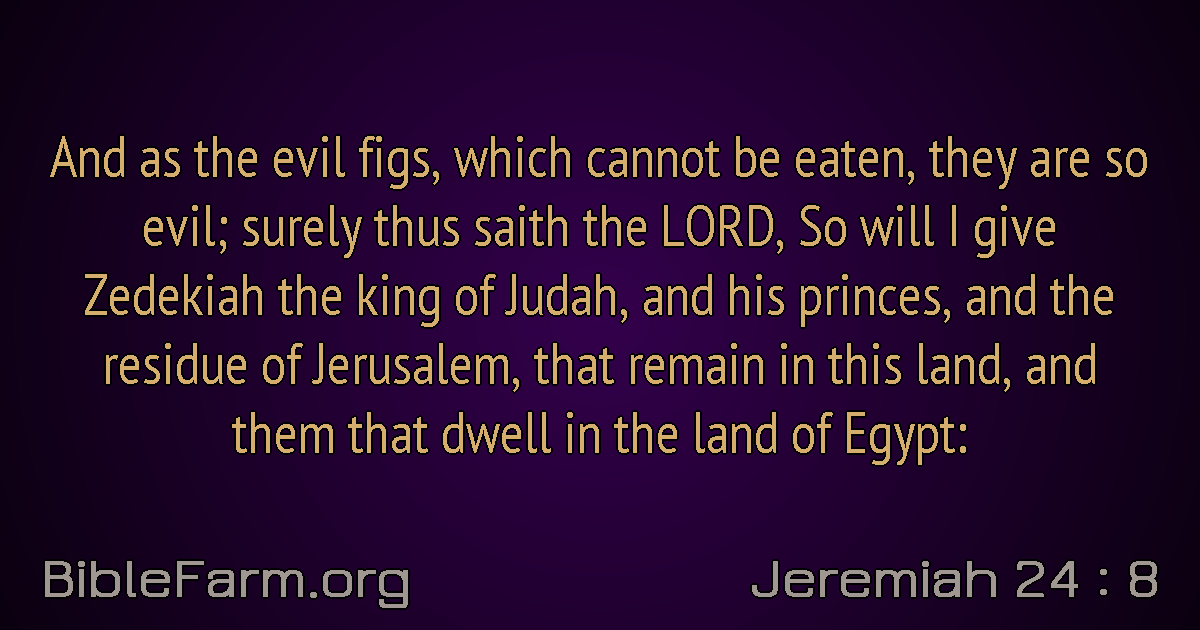 And as the evil figs, which cannot be eaten, they are so
evil; surely thus saith the LORD, So will I give
Zedekiah the king of Judah, and his princes, and the
residue of Jerusalem, that remain in this land, and
them that dwell in the land of Egypt:
BibleFarm.org
Jeremiah 24 : 8